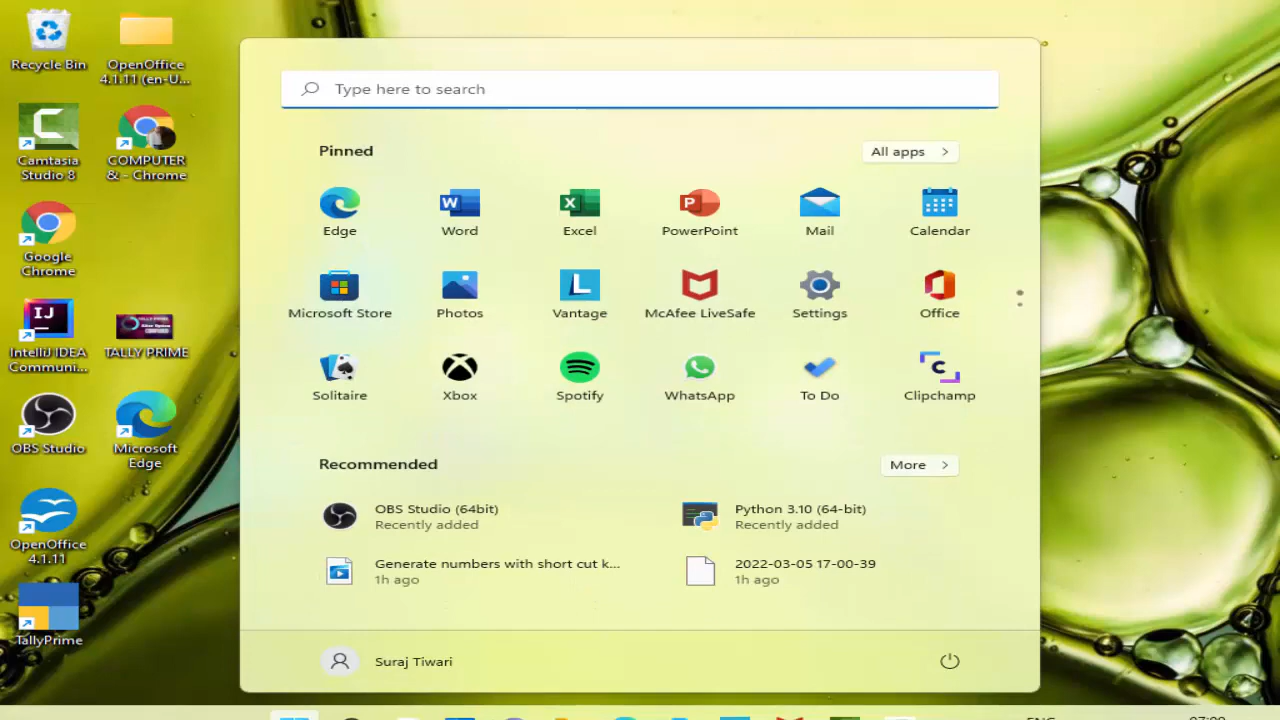 Recycle Bin
OpenOffice
4.1.11 (en-U...
Camtasia
Studio 8
COMPUTER
& - Chrome
Google
Chrome
IntelliJ IDEA
Communi...
TALLY PRIME
OBS Studio
Microsoft
Edge
OpenOffice
4.1.11
TallyPrime
Type here to search
Pinned
All apps
Edge
Word
Excel
PowerPoint
Mail
Calendar
Microsoft Store
Photos
Vantage
McAfee LiveSafe
Settings
Office
Solitaire
Xbox
Spotify
WhatsApp
To Do
Clipchamp
Recommended
More
OBS Studio (64bit)
Recently added
Python 3.10 (64-bit)
Recently added
Generate numbers with short cut k...
1h ago
2022-03-05 17-00-39
1h ago
Suraj Tiwari
ENG